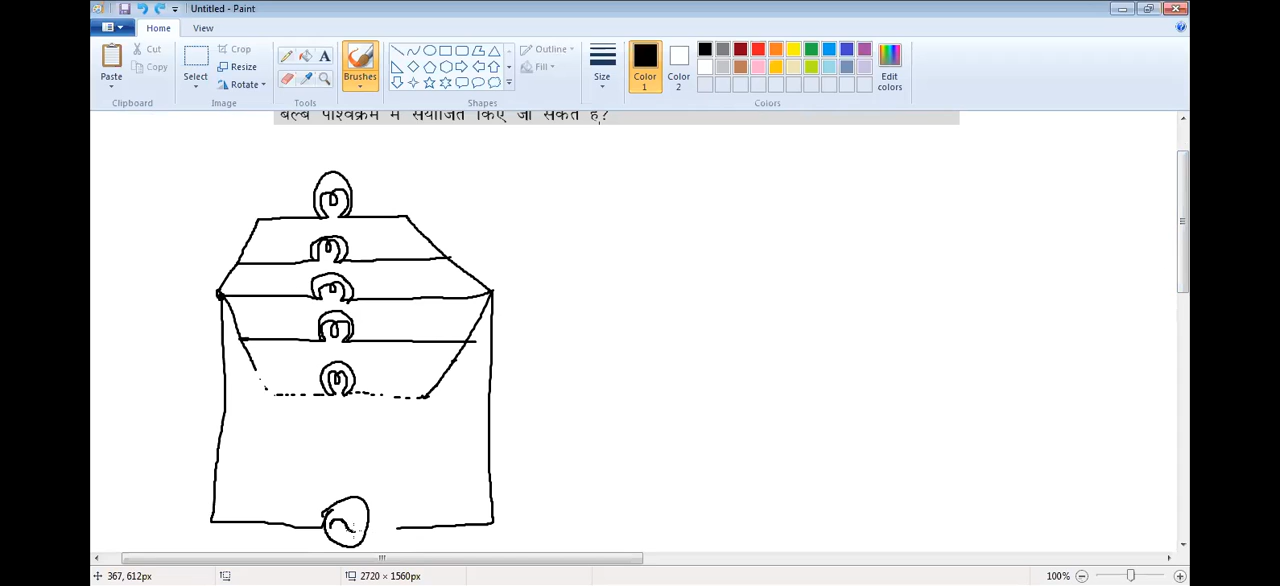 Untitled - Paint
Home
View
Paste
Cut
Copy
Clipboard
Select
Crop
Resize
Rotate
Image
Tools
Brushes
Shapes
Outline
Fill
Size
Color 1
Color 2
Edit colors
Colors
बल्ब पार्श्वक्रम में संयोजित किए जा सकते हैं?
367, 612px
2720 × 1560px
100%